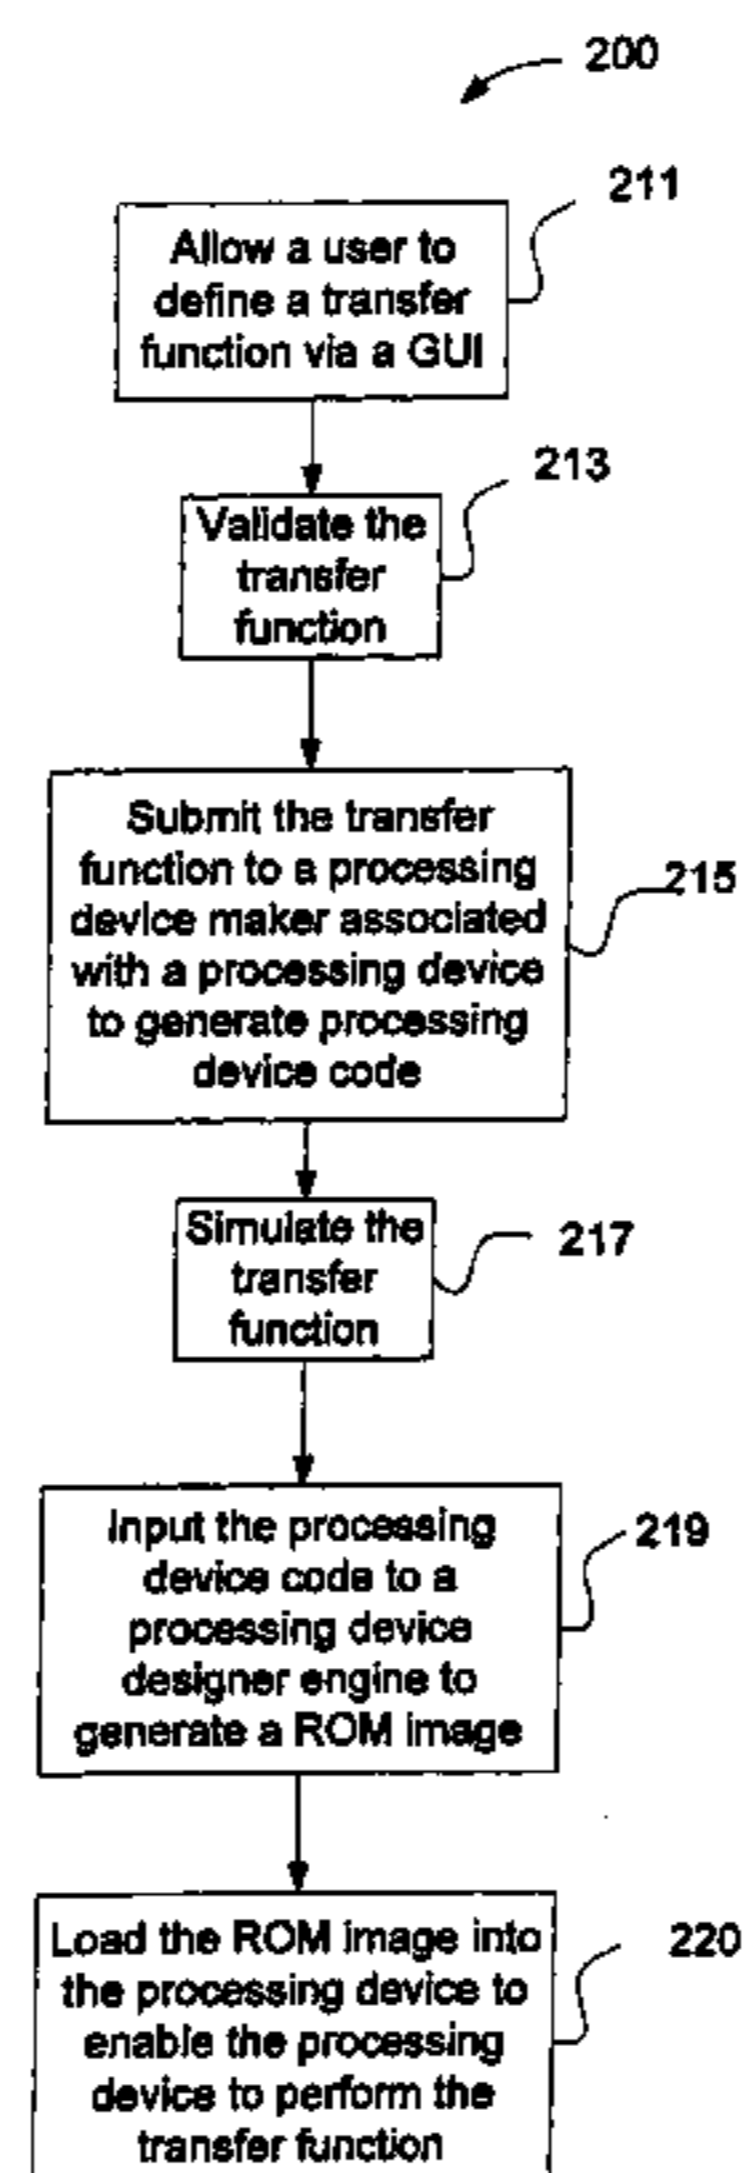 200
211
Allow a user to
define a transfer
function via a GUI
213
Validate the
transfer
function
Submit the transfer
function to a processing
device maker associated
with a processing device
to generate processing
device code
215
Simulate the
transfer
function
217
Input the processing
device code to a
processing device
designer engine to
generate a ROM image
219
Load the ROM image into
the processing device to
enable the processing
device to perform the
transfer function
220